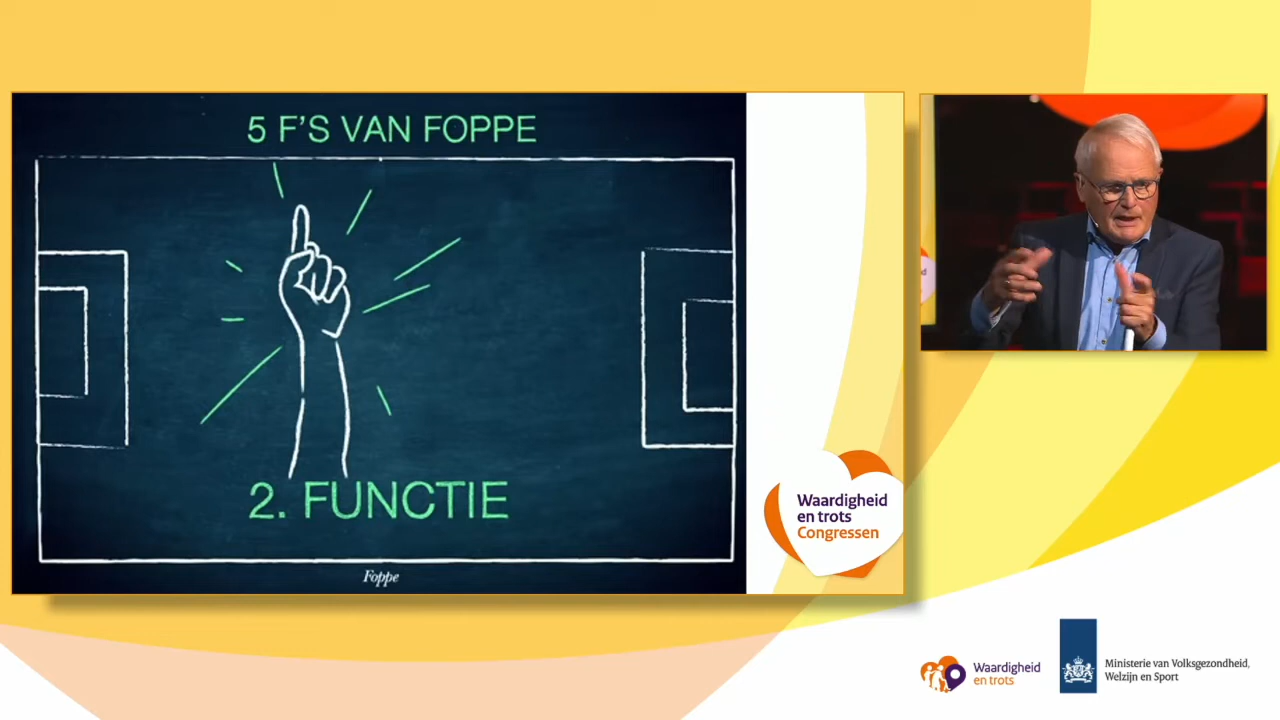 5 F'S VAN FOPPE
2. FUNCTIE
Foppe
Waardigheid
en trots
Congressen
Waardigheid
en trots
Ministerie van Volksgezondheid,
Welzijn en Sport